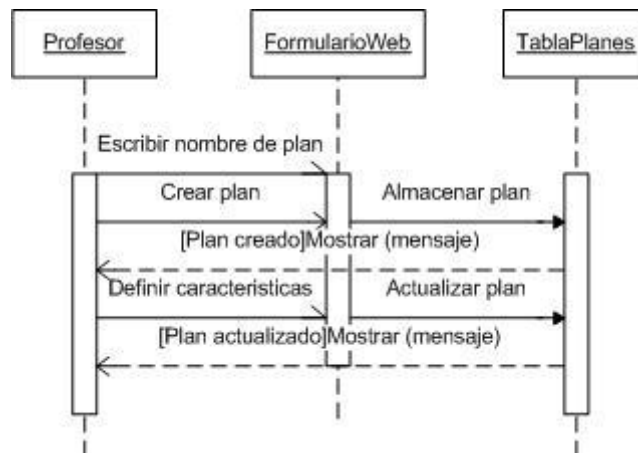 Profesor
FormularioWeb
TablaPlanes
Escribir nombre de plan
Crear plan
Almacenar plan
[Plan creado]Mostrar (mensaje)
Definir caracteristicas
Actualizar plan
[Plan actualizado]Mostrar (mensaje)